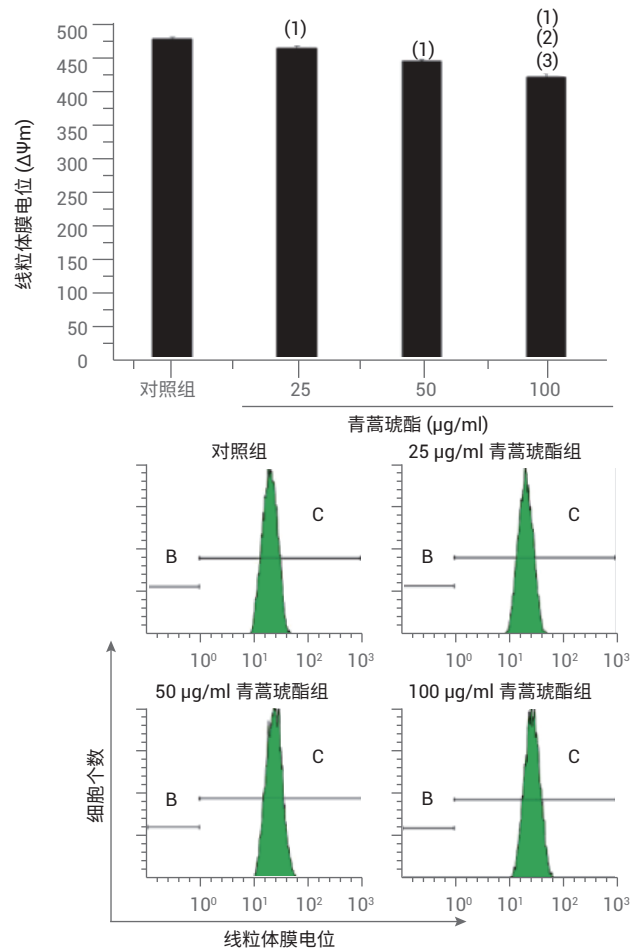 线粒体膜电位 (ΔΨm)
500
450
400
350
300
250
200
150
100
50
0
(1)
(1)
(1)
(2)
(3)
对照组
25
50
100
青蒿琥酯 (µg/ml)
对照组
B
C
10⁰ 10¹ 10² 10³
25 µg/ml 青蒿琥酯组
B
C
10⁰ 10¹ 10² 10³
50 µg/ml 青蒿琥酯组
B
C
10⁰ 10¹ 10² 10³
100 µg/ml 青蒿琥酯组
B
C
10⁰ 10¹ 10² 10³
细胞个数
线粒体膜电位